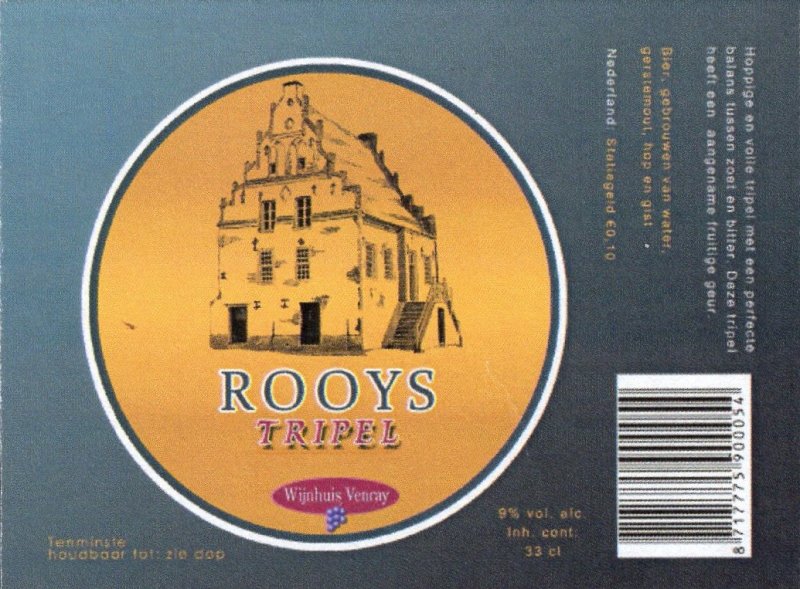 ROOYS
TRIPEL
Wijnhuis Venray
Tenminste
houdbaar tot: zie dop
9% vol. alc.
Inh. cont.
33 cl
Hoppige en volle tripel met een perfecte
balans tussen zoet en bitter. Deze tripel
heeft een aangename fruitige geur.
Bier, gebrouwen van water,
gerstemout, hop en gist
Nederland: Statiegeld €0,10
8 717775 900054